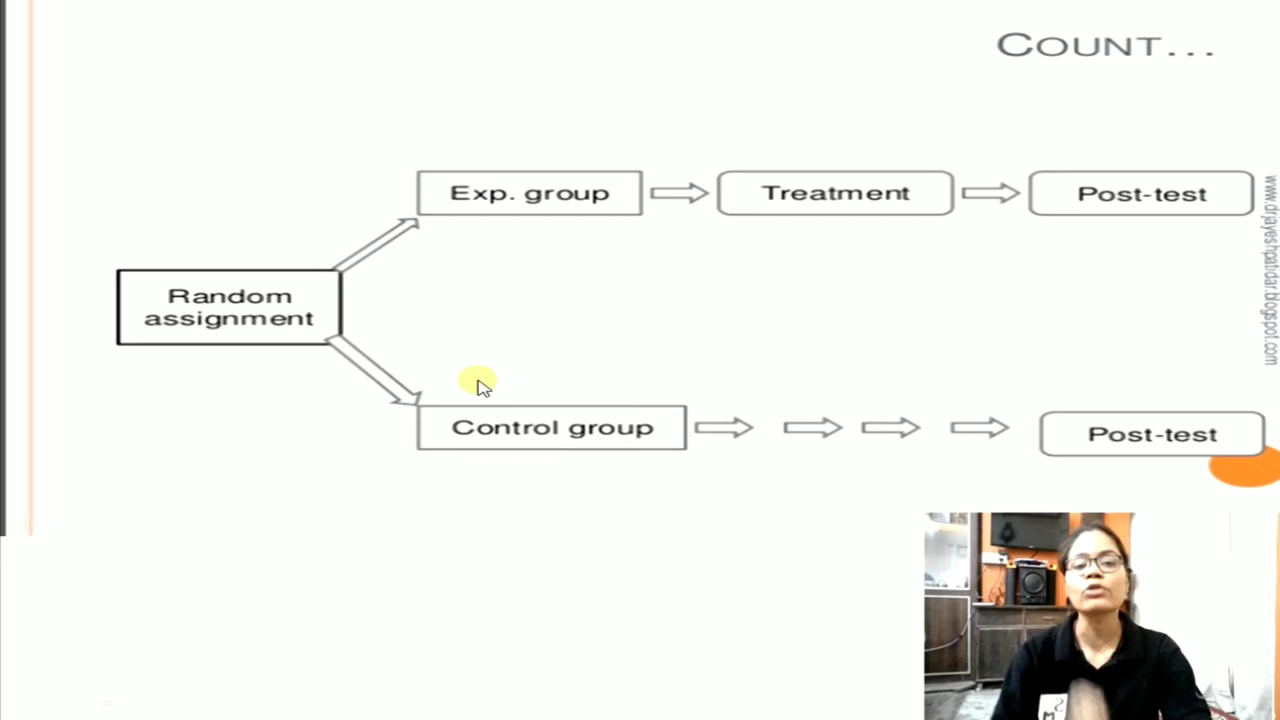 COUNT...
Exp. group
Treatment
Post-test
Random
assignment
Control group
Post-test
www.drjayeshpatidar.blogspot.com